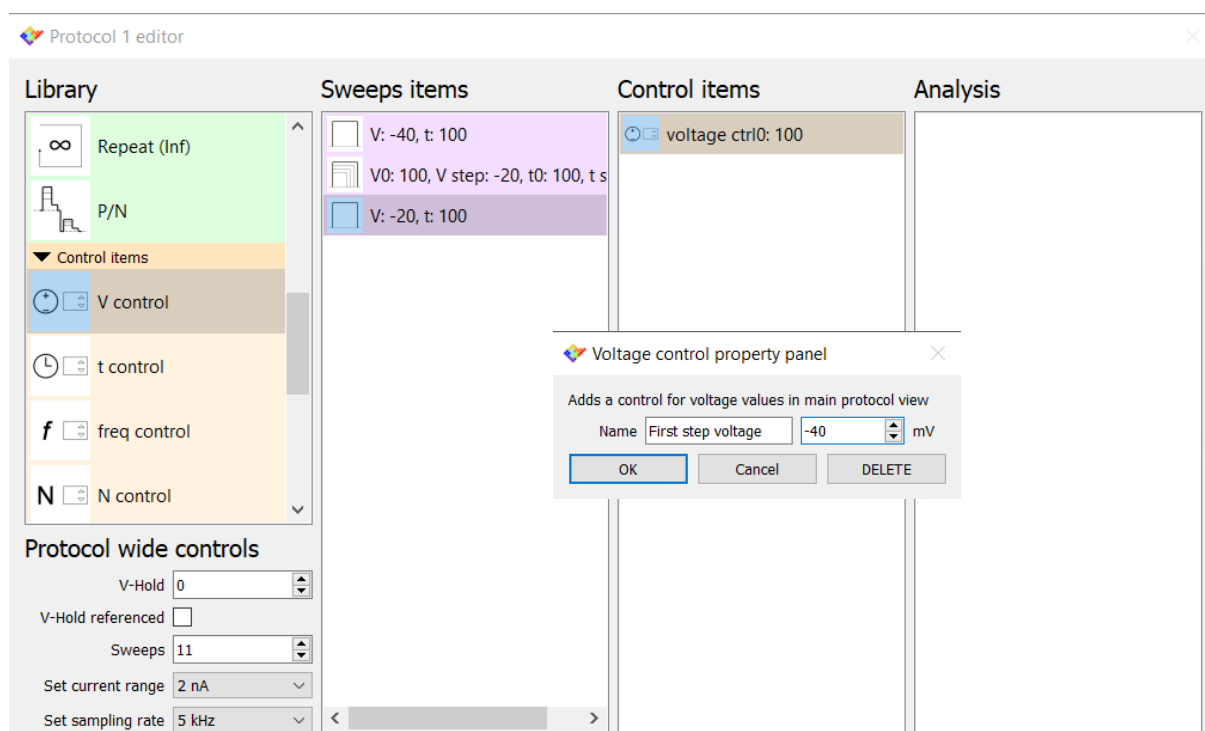 Protocol 1 editor
Library
Sweeps items
Control items
Analysis
∞ Repeat (Inf)
P/N
Control items
V control
t control
f freq control
N N control
V: -40, t: 100
V0: 100, V step: -20, t0: 100, t s
V: -20, t: 100
voltage ctrl0: 100
Voltage control property panel
Adds a control for voltage values in main protocol view
Name First step voltage -40 mV
OK Cancel DELETE
Protocol wide controls
V-Hold 0
V-Hold referenced
Sweeps 11
Set current range 2 nA
Set sampling rate 5 kHz